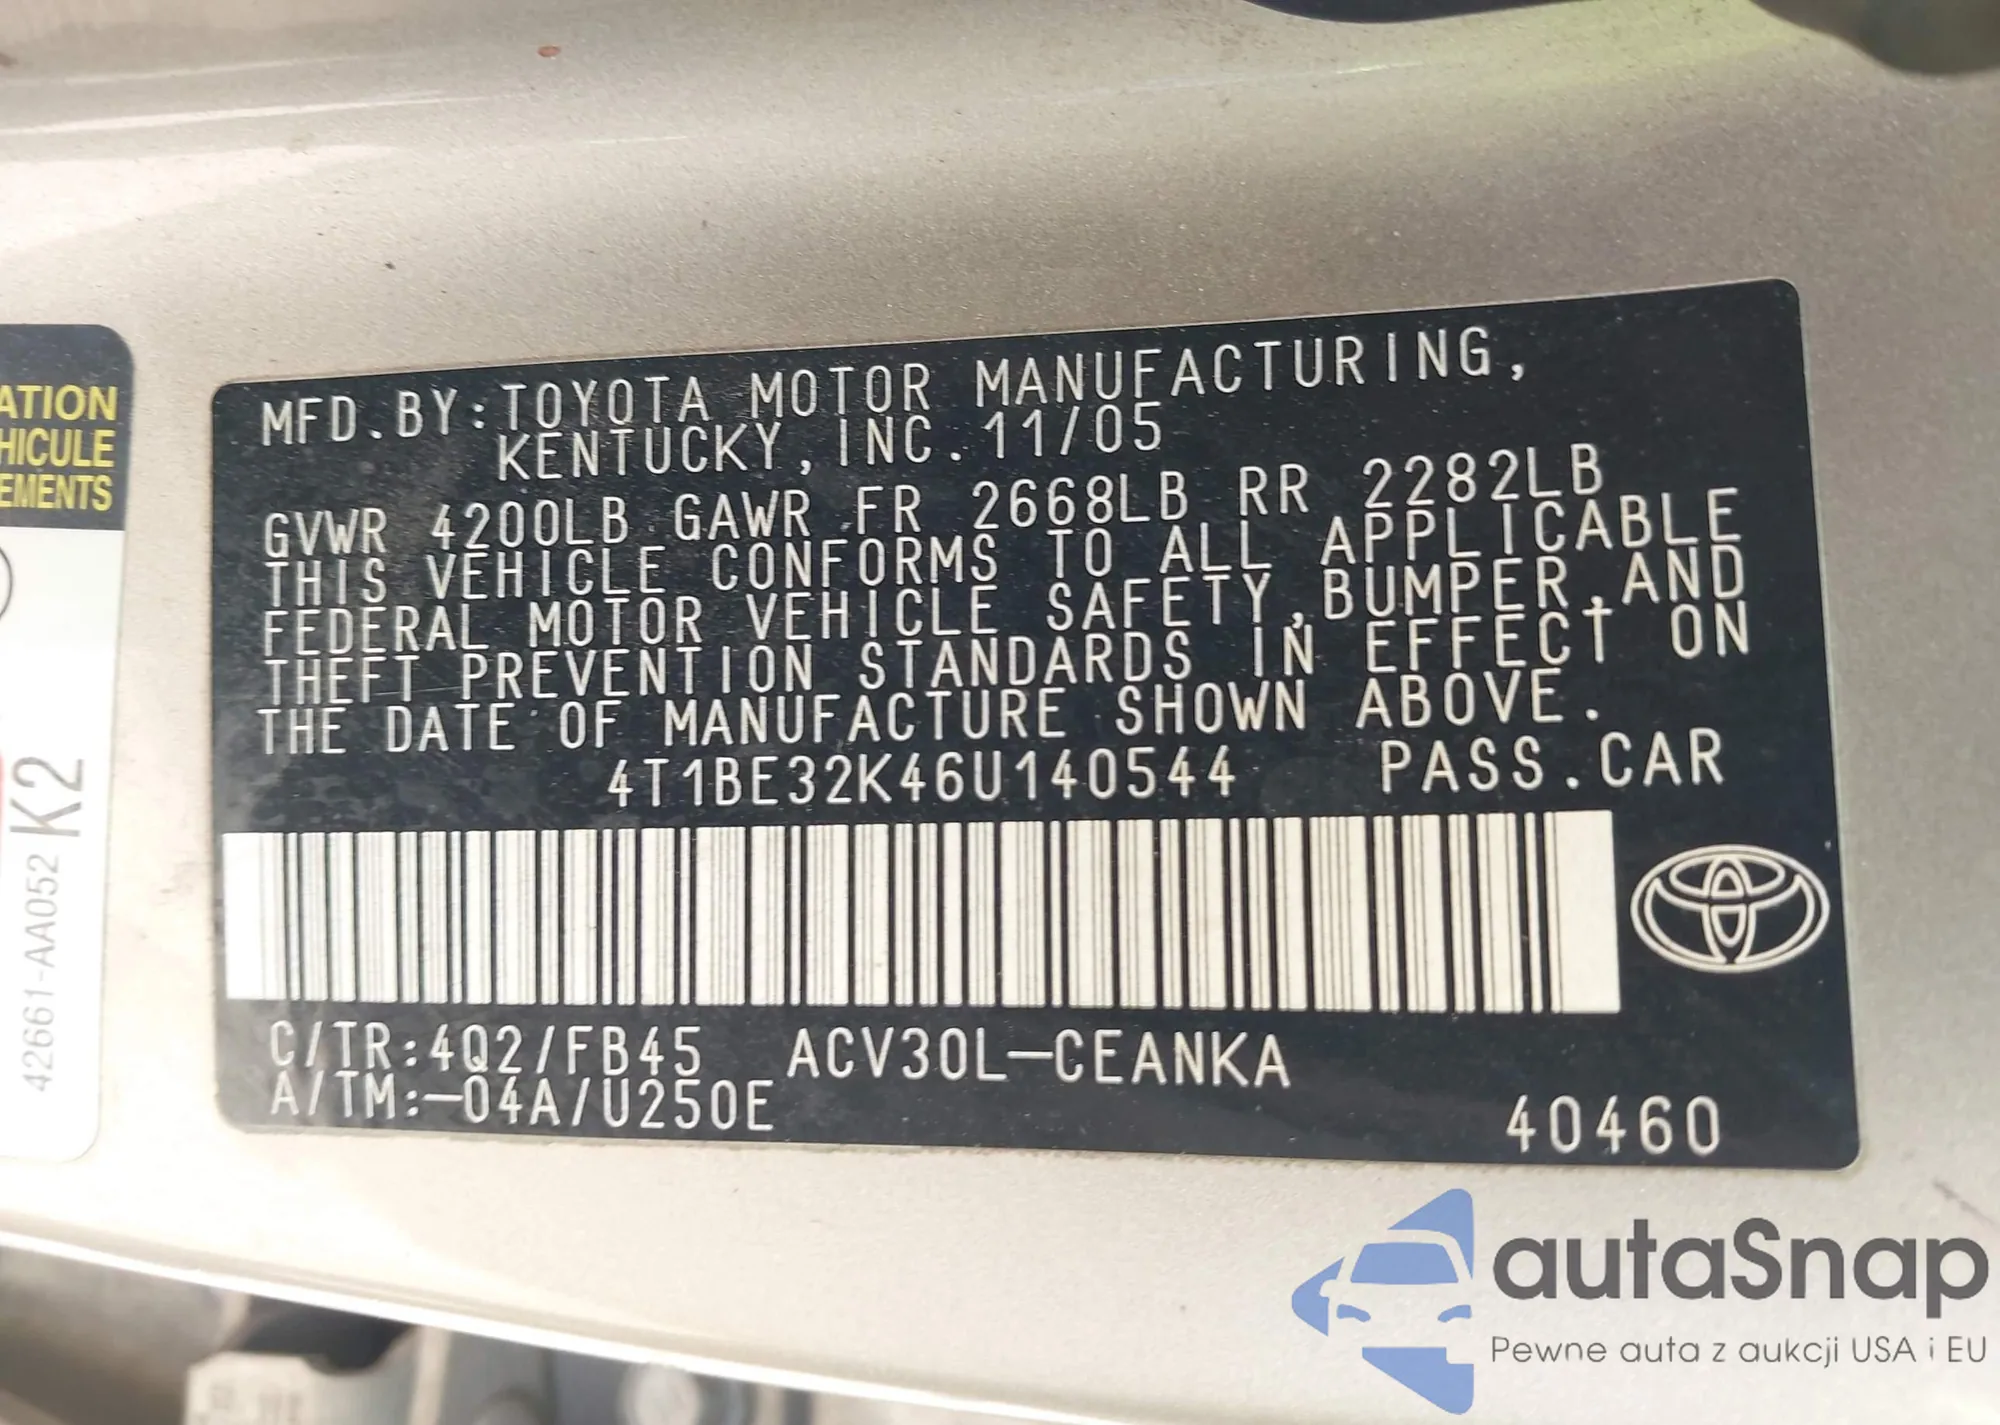 ATION
HICULE
EMENTS
K2
42661-AA052
MFD.BY:TOYOTA MOTOR MANUFACTURING,
KENTUCKY, INC. 11/05
GVWR 4200LB GAWR FR 2668LB RR 2282LB
THIS VEHICLE CONFORMS TO ALL APPLICABLE
FEDERAL MOTOR VEHICLE SAFETY, BUMPER, AND
THEFT PREVENTION STANDARDS IN EFFECT ON
THE DATE OF MANUFACTURE SHOWN ABOVE.
4T1BE32K46U140544 PASS.CAR
C/TR:4Q2/FB45 ACV30L-CEANKA
A/TM:-04A/U250E
40460
autaSnap
Pewne auta z aukcji USA i EU